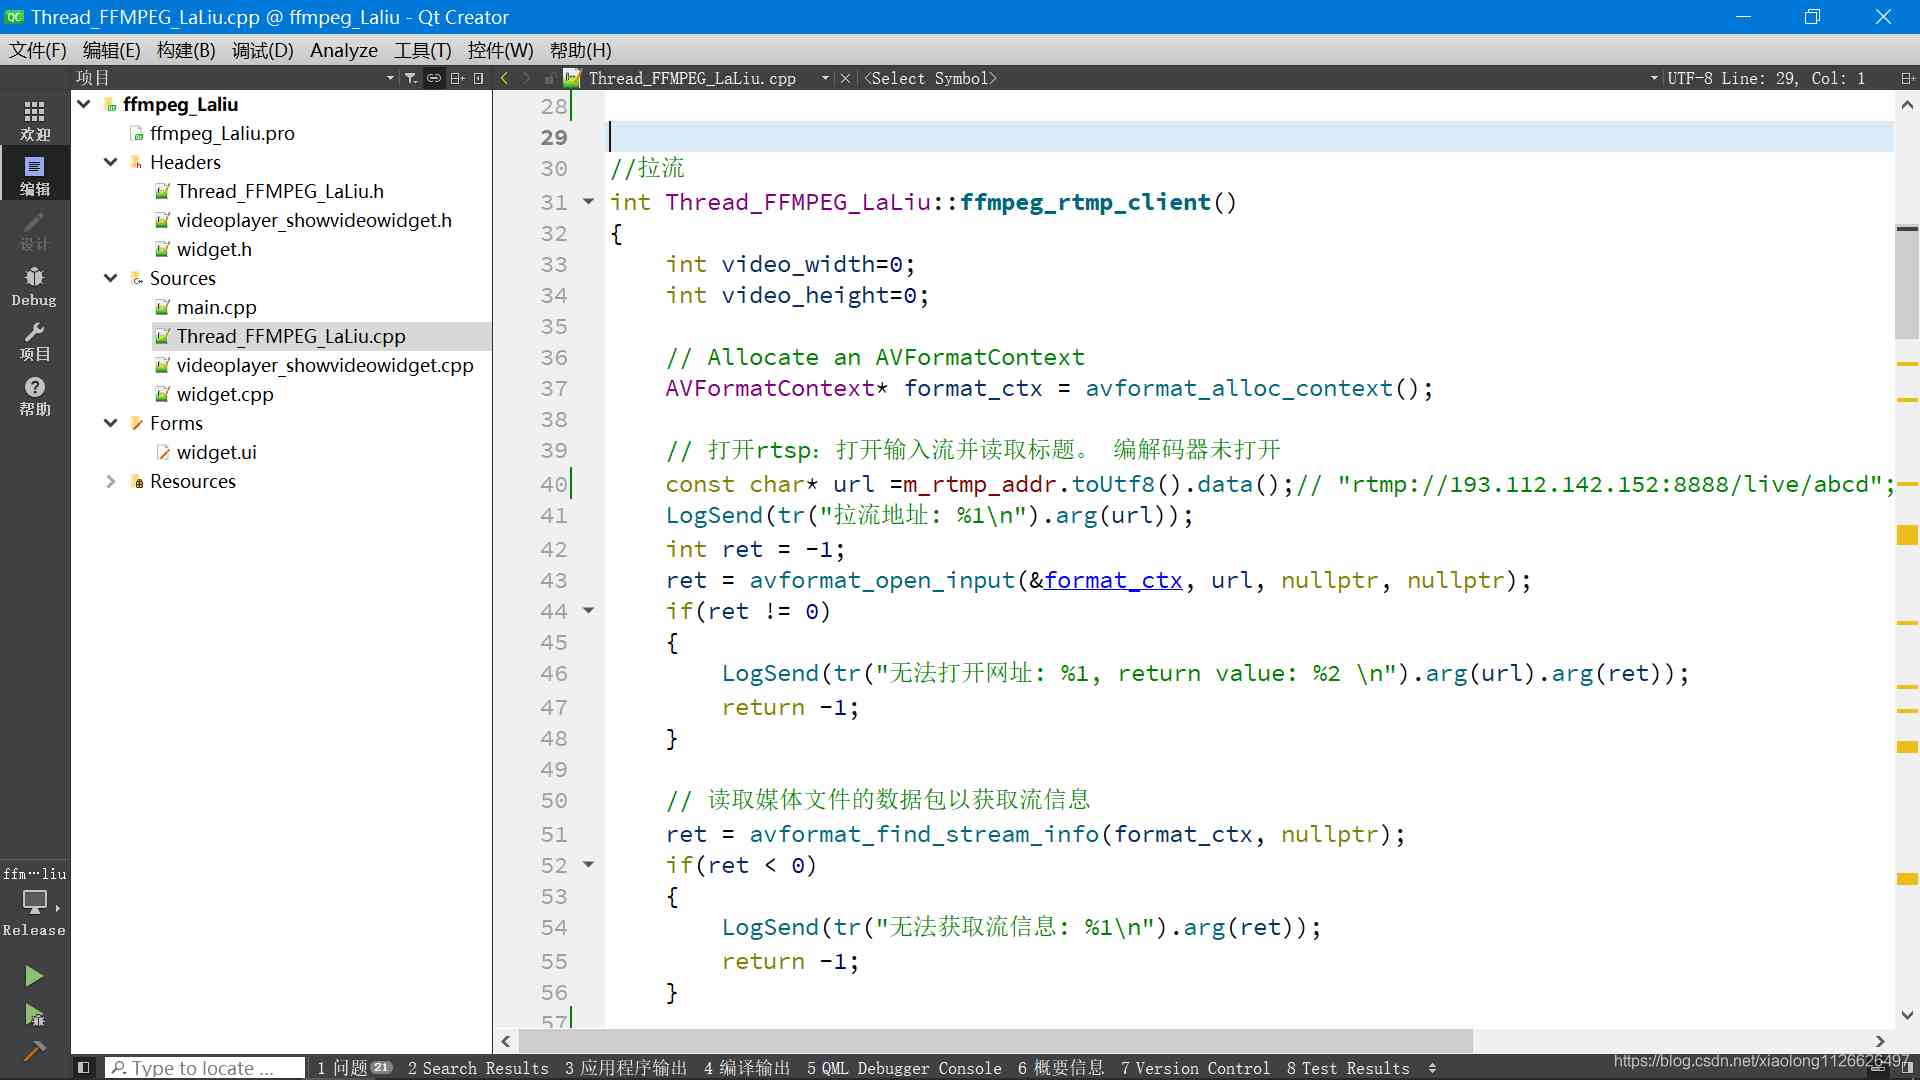 Thread_FFMPEG_LaLiu.cpp @ ffmpeg_Laliu - Qt Creator
文件(F) 编辑(E) 构建(B) 调试(D) Analyze 工具(T) 控件(W) 帮助(H)
项目
Thread_FFMPEG_LaLiu.cpp <Select Symbol> UTF-8 Line: 29, Col: 1
欢迎
编辑
设计
Debug
项目
帮助
ffm…liu
Release
ffmpeg_Laliu
ffmpeg_Laliu.pro
Headers
Thread_FFMPEG_LaLiu.h
videoplayer_showvideowidget.h
widget.h
Sources
main.cpp
Thread_FFMPEG_LaLiu.cpp
videoplayer_showvideowidget.cpp
widget.cpp
Forms
widget.ui
Resources
28
29
30 //拉流
31 int Thread_FFMPEG_LaLiu::ffmpeg_rtmp_client()
32 {
33 int video_width=0;
34 int video_height=0;
35
36 // Allocate an AVFormatContext
37 AVFormatContext* format_ctx = avformat_alloc_context();
38
39 // 打开rtsp：打开输入流并读取标题。 编解码器未打开
40 const char* url =m_rtmp_addr.toUtf8().data();// "rtmp://193.112.142.152:8888/live/abcd";
41 LogSend(tr("拉流地址: %1\n").arg(url));
42 int ret = -1;
43 ret = avformat_open_input(&format_ctx, url, nullptr, nullptr);
44 if(ret != 0)
45 {
46 LogSend(tr("无法打开网址: %1, return value: %2 \n").arg(url).arg(ret));
47 return -1;
48 }
49
50 // 读取媒体文件的数据包以获取流信息
51 ret = avformat_find_stream_info(format_ctx, nullptr);
52 if(ret < 0)
53 {
54 LogSend(tr("无法获取流信息: %1\n").arg(ret));
55 return -1;
56 }
57
Type to locate ... 1 问题 21 2 Search Results 3 应用程序输出 4 编译输出 5 QML Debugger Console 6 概要信息 7 Version Control 8 Test Results
https://blog.csdn.net/xiaolong1126626497